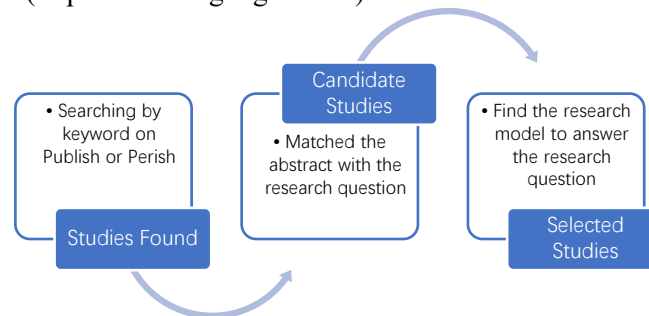 • Searching by
keyword on
Publish or Perish
Studies Found
Candidate
Studies
• Matched the
abstract with the
research question
• Find the research
model to answer
the research
question
Selected
Studies